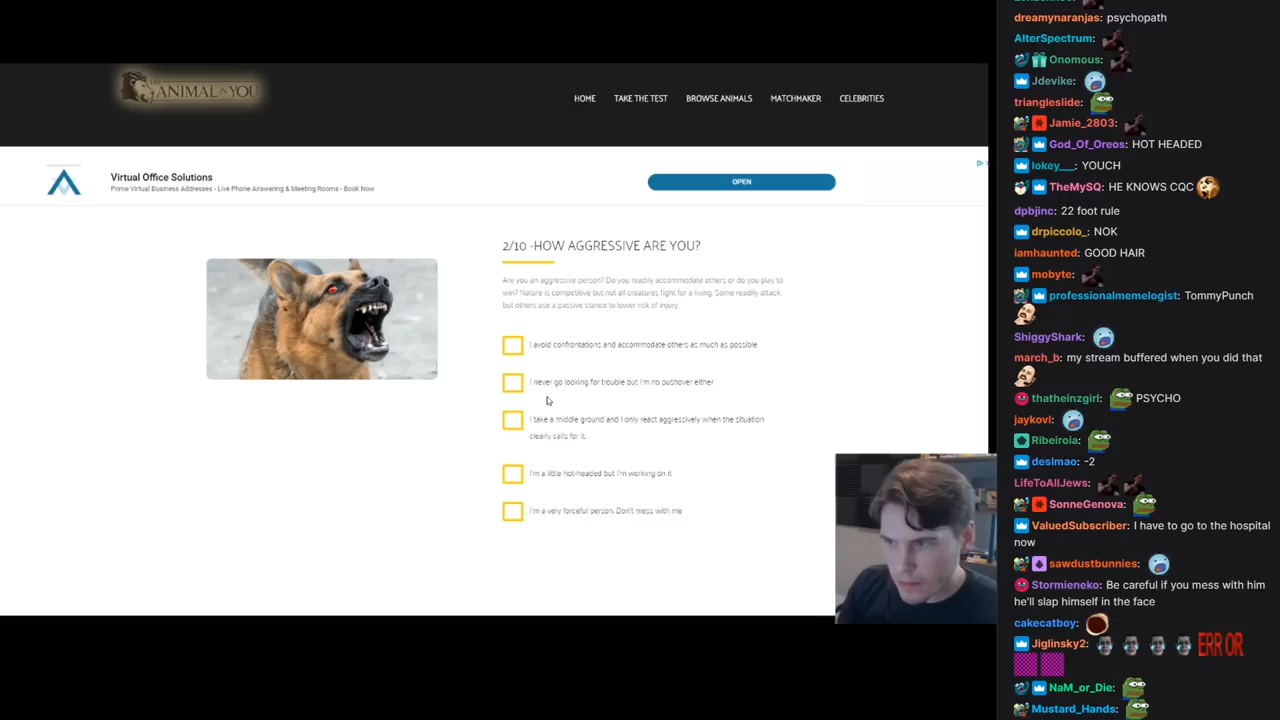 THE
ANIMAL IN YOU
HOME
TAKE THE TEST
BROWSE ANIMALS
MATCHMAKER
CELEBRITIES
Virtual Office Solutions
Prime Virtual Business Addresses - Live Phone Answering & Meeting Rooms - Book Now
OPEN
2/10 -HOW AGGRESSIVE ARE YOU?
Are you an aggressive person? Do you readily accommodate others or do you play to
win? Nature is competitive but not all creatures fight for a living. Some readily attack,
but others use a passive stance to lower risk of injury.
I avoid confrontations and accommodate others as much as possible
I never go looking for trouble but I'm no pushover either
I take a middle ground and I only react aggressively when the situation
clearly calls for it.
I'm a little hot-headed but I'm working on it
I'm a very forceful person. Don't mess with me
dreamynaranjas: psychopath
AlterSpectrum:
Onomous:
Jdevike:
triangleslide:
Jamie_2803:
God_Of_Oreos: HOT HEADED
lokey___: YOUCH
TheMySQ: HE KNOWS CQC
dpbjinc: 22 foot rule
drpiccolo_: NOK
iamhaunted: GOOD HAIR
mobyte:
professionalmemelogist: TommyPunch
ShiggyShark:
march_b: my stream buffered when you did that
thatheinzgirl: PSYCHO
jaykovl:
Ribeiroia:
deslmao: -2
LifeToAllJews:
SonneGenova:
ValuedSubscriber: I have to go to the hospital
now
sawdustbunnies:
Stormieneko: Be careful if you mess with him
he'll slap himself in the face
cakecatboy:
Jiglinsky2: ERROR
NaM_or_Die:
Mustard_Hands: